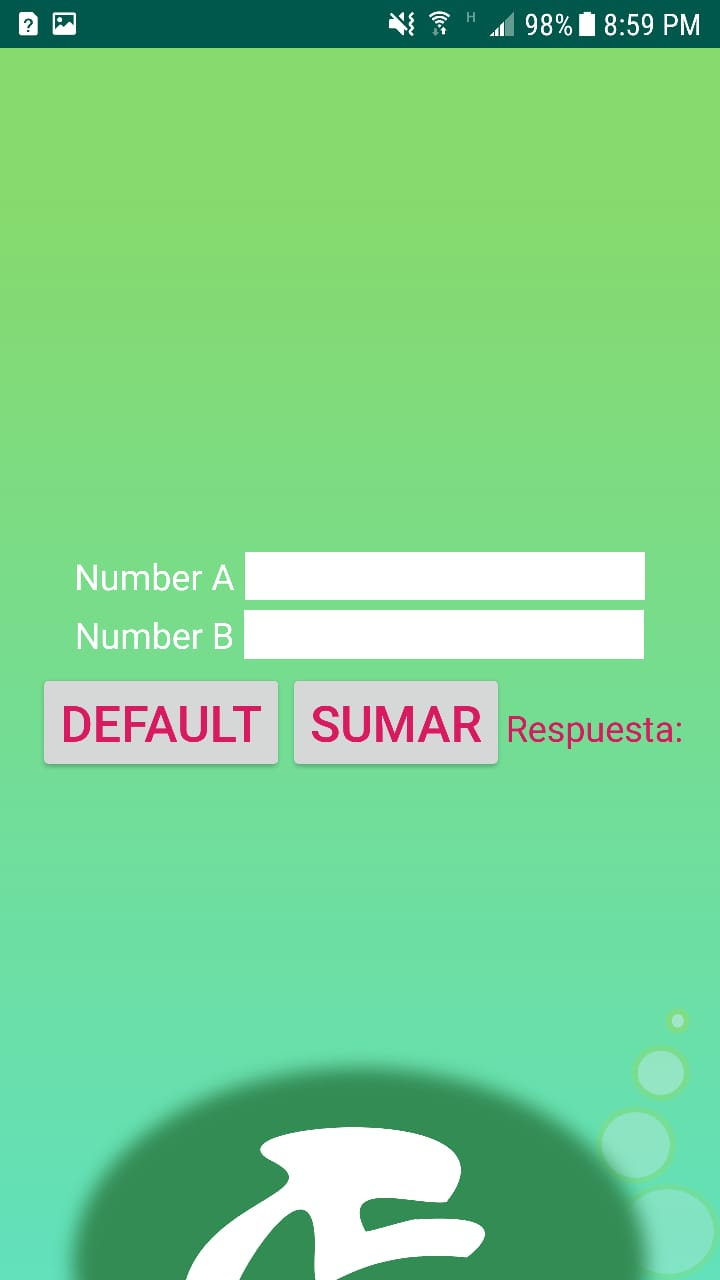 H 98% 8:59 PM
Number A
Number B
DEFAULT SUMAR Respuesta: